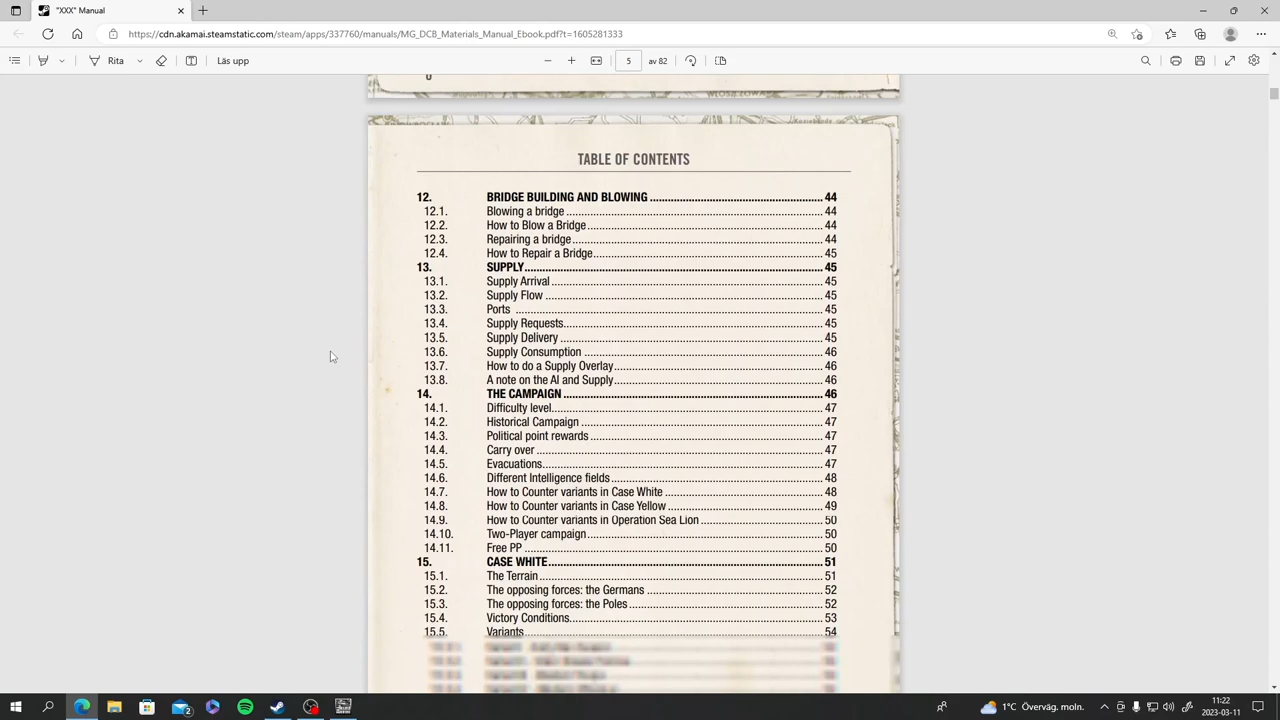 "XXX" Manual
https://cdn.akamai.steamstatic.com/steam/apps/337760/manuals/MG_DCB_Materials_Manual_Ebook.pdf?t=1605281333
Rita
Läs upp
5 av 82
TABLE OF CONTENTS
12. BRIDGE BUILDING AND BLOWING 44
12.1. Blowing a bridge 44
12.2. How to Blow a Bridge 44
12.3. Repairing a bridge 44
12.4. How to Repair a Bridge 45
13. SUPPLY 45
13.1. Supply Arrival 45
13.2. Supply Flow 45
13.3. Ports 45
13.4. Supply Requests 45
13.5. Supply Delivery 45
13.6. Supply Consumption 46
13.7. How to do a Supply Overlay 46
13.8. A note on the AI and Supply 46
14. THE CAMPAIGN 46
14.1. Difficulty level 47
14.2. Historical Campaign 47
14.3. Political point rewards 47
14.4. Carry over 47
14.5. Evacuations 47
14.6. Different Intelligence fields 48
14.7. How to Counter variants in Case White 48
14.8. How to Counter variants in Case Yellow 49
14.9. How to Counter variants in Operation Sea Lion 50
14.10. Two-Player campaign 50
14.11. Free PP 50
15. CASE WHITE 51
15.1. The Terrain 51
15.2. The opposing forces: the Germans 52
15.3. The opposing forces: the Poles 52
15.4. Victory Conditions 53
15.5. Variants 54
1°C Överväg. moln.
11:22
2023-03-11